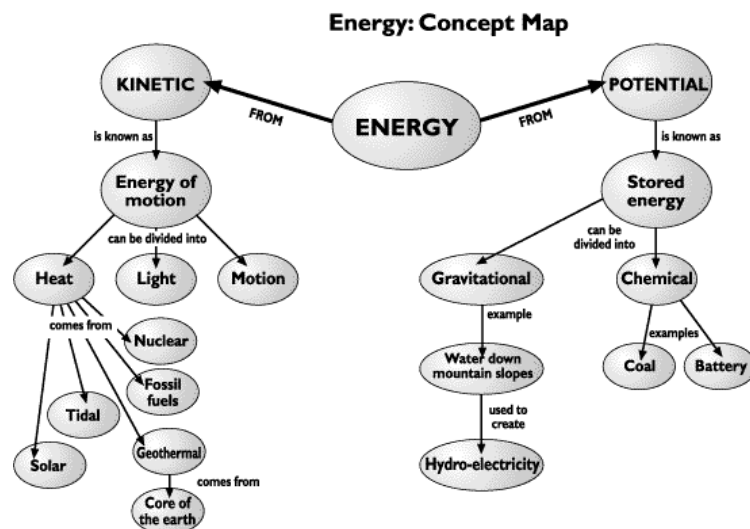 Energy: Concept Map
KINETIC
FROM
ENERGY
FROM
POTENTIAL
is known as
is known as
Energy of
motion
Stored
energy
can be divided into
can be
divided into
Heat
Light
Motion
Gravitational
Chemical
comes from
example
examples
Nuclear
Fossil
fuels
Tidal
Solar
Geothermal
comes from
Core of
the earth
Water down
mountain slopes
Coal
Battery
used to
create
Hydro-electricity